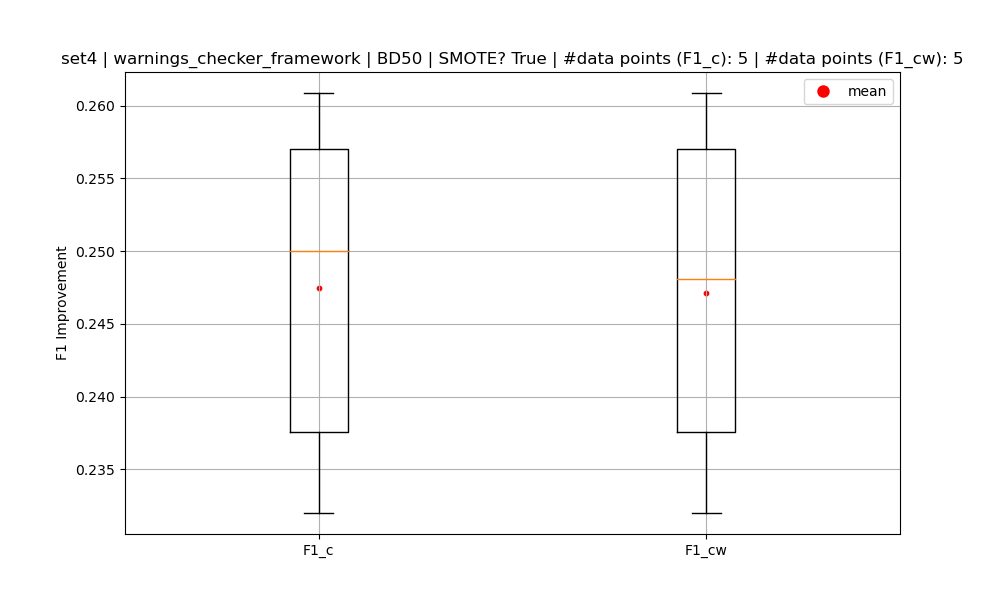 set4 | warnings_checker_framework | BD50 | SMOTE? True | #data points (F1_c): 5 | #data points (F1_cw): 5
mean
0.260
0.255
0.250
0.245
0.240
0.235
F1 Improvement
F1_c
F1_cw